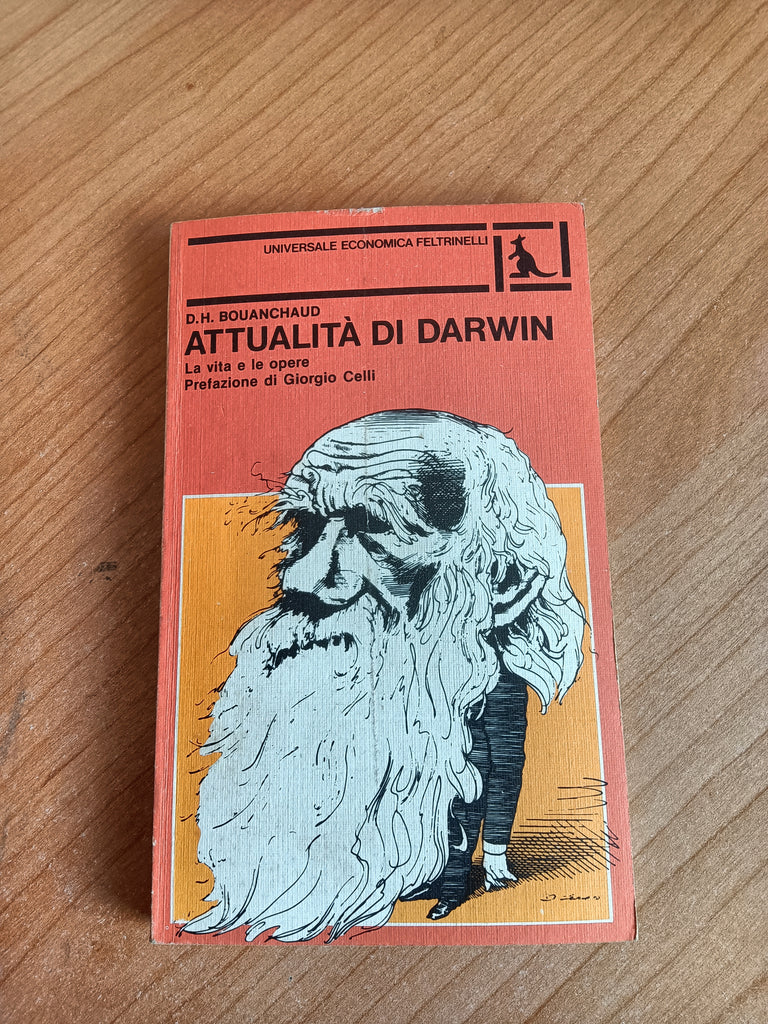 UNIVERSALE ECONOMICA FELTRINELLI
D.H. BOUANCHAUD
ATTUALITÀ DI DARWIN
La vita e le opere
Prefazione di Giorgio Celli